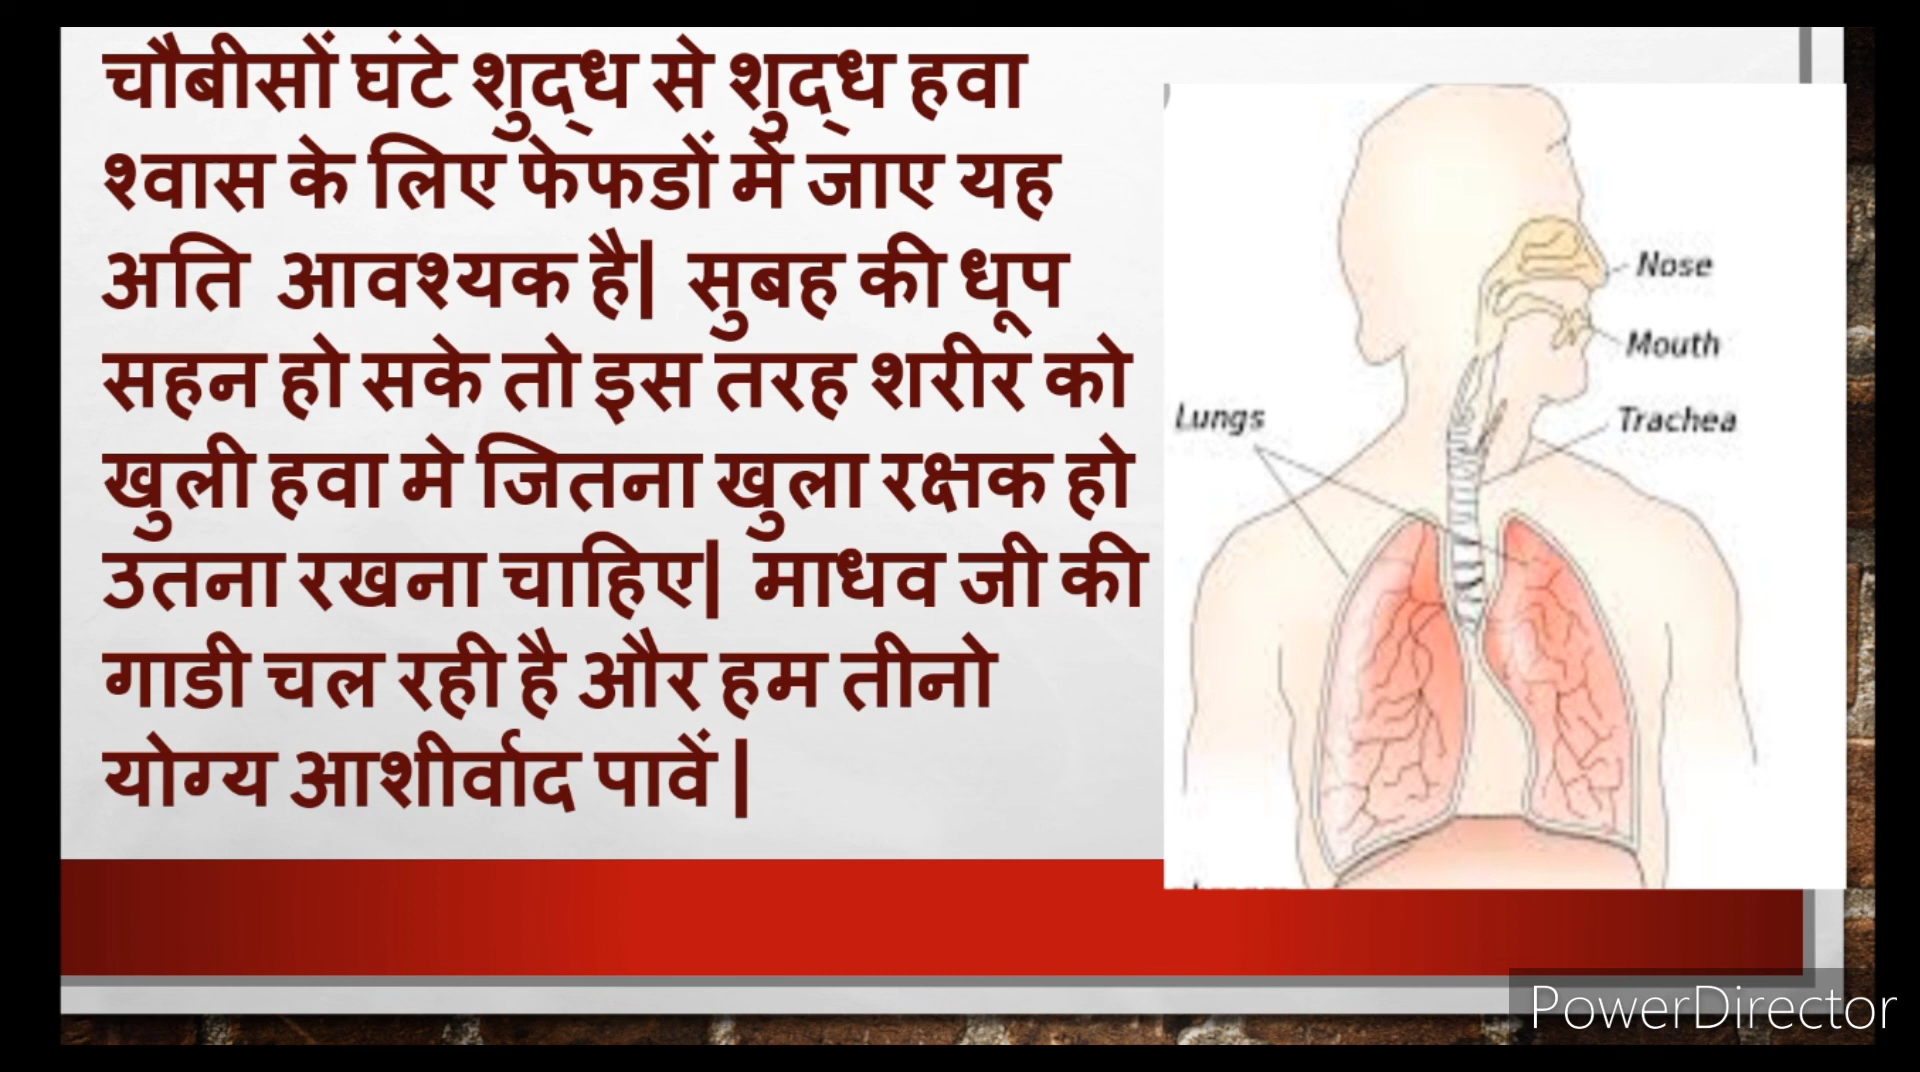 चौबीसों घंटे शुद्ध से शुद्ध हवा
श्वास के लिए फेफडों में जाए यह
अति आवश्यक है| सुबह की धूप
सहन हो सके तो इस तरह शरीर को
खुली हवा मे जितना खुला रक्षक हो
उतना रखना चाहिए| माधव जी की
गाडी चल रही है और हम तीनो
योग्य आशीर्वाद पावें |
Nose
Mouth
Trachea
Lungs
PowerDirector